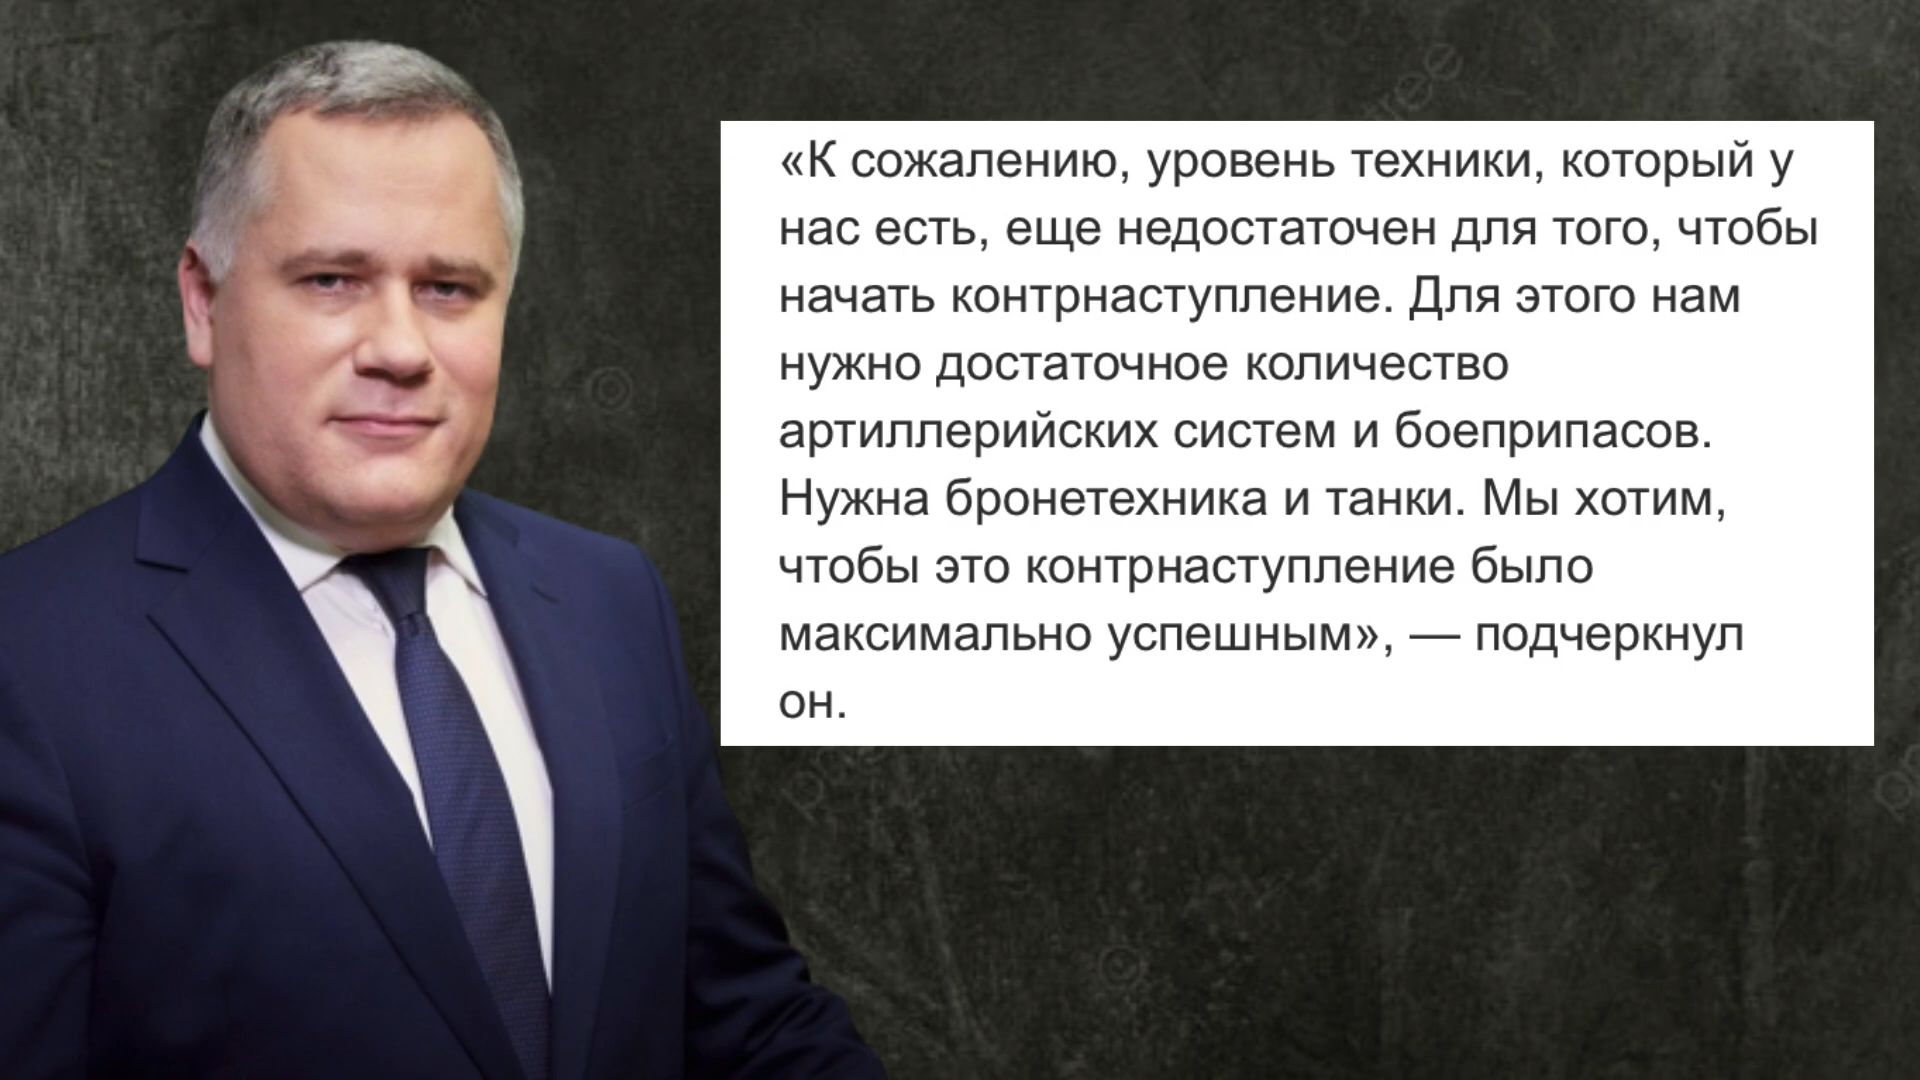 «К сожалению, уровень техники, который у
нас есть, еще недостаточен для того, чтобы
начать контрнаступление. Для этого нам
нужно достаточное количество
артиллерийских систем и боеприпасов.
Нужна бронетехника и танки. Мы хотим,
чтобы это контрнаступление было
максимально успешным», — подчеркнул
он.